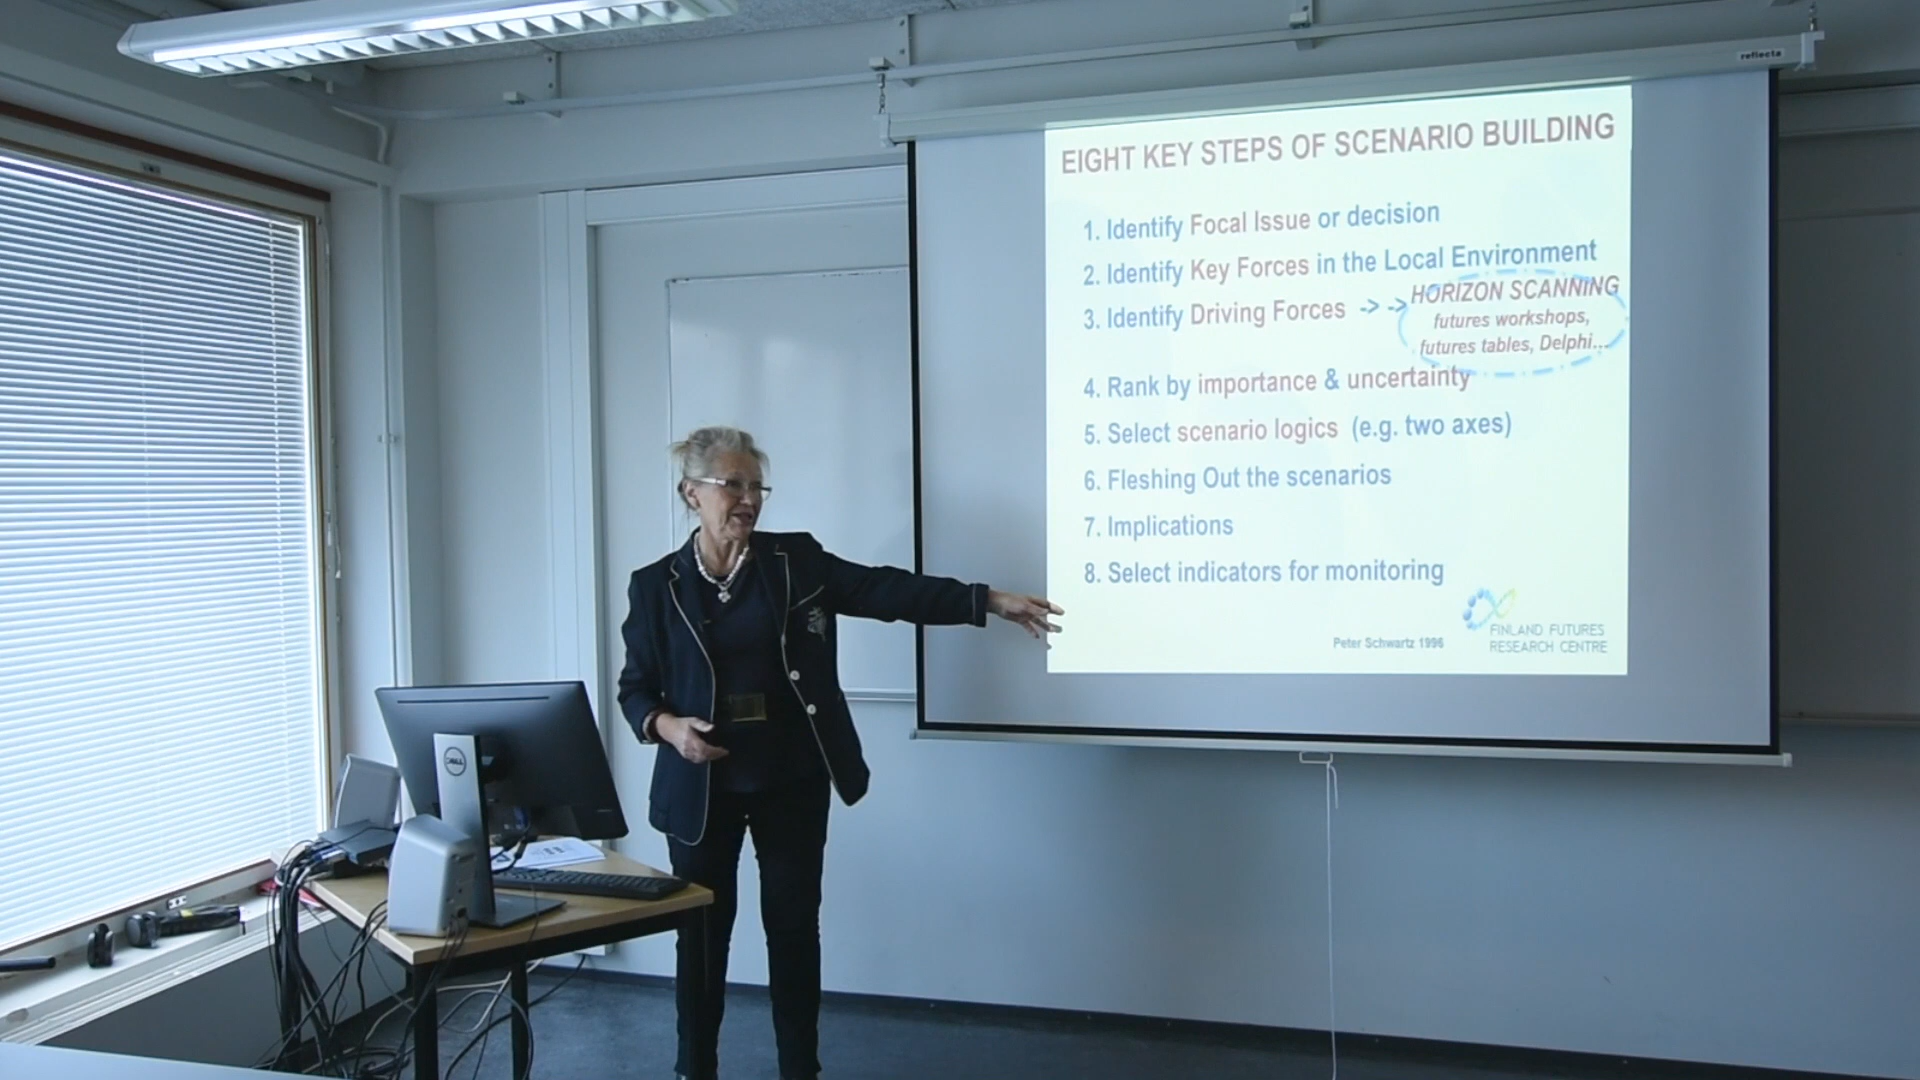 reflecta
EIGHT KEY STEPS OF SCENARIO BUILDING
1. Identify Focal Issue or decision
2. Identify Key Forces in the Local Environment
3. Identify Driving Forces -> -> HORIZON SCANNING
futures workshops,
futures tables, Delphi...
4. Rank by importance & uncertainty
5. Select scenario logics (e.g. two axes)
6. Fleshing Out the scenarios
7. Implications
8. Select indicators for monitoring
Peter Schwartz 1996
FINLAND FUTURES
RESEARCH CENTRE
DELL